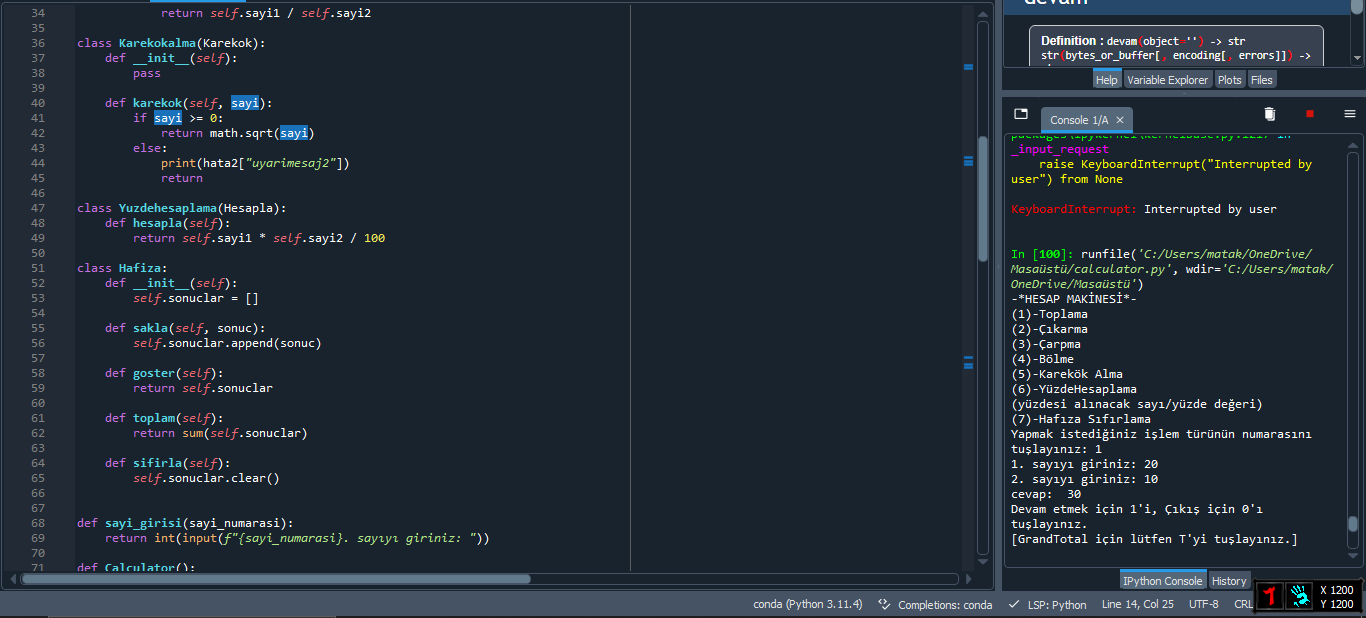 34 return self.sayi1 / self.sayi2
35
36 class Karekokalma(Karekok):
37 def __init__(self):
38 pass
39
40 def karekok(self, sayi):
41 if sayi >= 0:
42 return math.sqrt(sayi)
43 else:
44 print(hata2["uyarimesaj2"])
45 return
46
47 class Yuzdehesaplama(Hesapla):
48 def hesapla(self):
49 return self.sayi1 * self.sayi2 / 100
50
51 class Hafiza:
52 def __init__(self):
53 self.sonuclar = []
54
55 def sakla(self, sonuc):
56 self.sonuclar.append(sonuc)
57
58 def goster(self):
59 return self.sonuclar
60
61 def toplam(self):
62 return sum(self.sonuclar)
63
64 def sifirla(self):
65 self.sonuclar.clear()
66
67
68 def sayi_girisi(sayi_numarasi):
69 return int(input(f"{sayi_numarasi}. sayıyı giriniz: "))
70
71 def Calculator():
devam
Definition : devam(object='') -> str
str(bytes_or_buffer[, encoding[, errors]]) ->
Help Variable Explorer Plots Files
Console 1/A
packages\ipykernel\kernelbase.py:1217 in
_input_request
raise KeyboardInterrupt("Interrupted by
user") from None
KeyboardInterrupt: Interrupted by user
In [100]: runfile('C:/Users/matak/OneDrive/
Masaüstü/calculator.py', wdir='C:/Users/matak/
OneDrive/Masaüstü')
-*HESAP MAKİNESİ*-
(1)-Toplama
(2)-Çıkarma
(3)-Çarpma
(4)-Bölme
(5)-Karekök Alma
(6)-YüzdeHesaplama
(yüzdesi alınacak sayı/yüzde değeri)
(7)-Hafıza Sıfırlama
Yapmak istediğiniz işlem türünün numarasını
tuşlayınız: 1
1. sayıyı giriniz: 20
2. sayıyı giriniz: 10
cevap:  30
Devam etmek için 1'i, Çıkış için 0'ı
tuşlayınız.
[GrandTotal için lütfen T'yi tuşlayınız.]
IPython Console History
conda (Python 3.11.4) Completions: conda LSP: Python Line 14, Col 25 UTF-8 CRL
X 1200
Y 1200